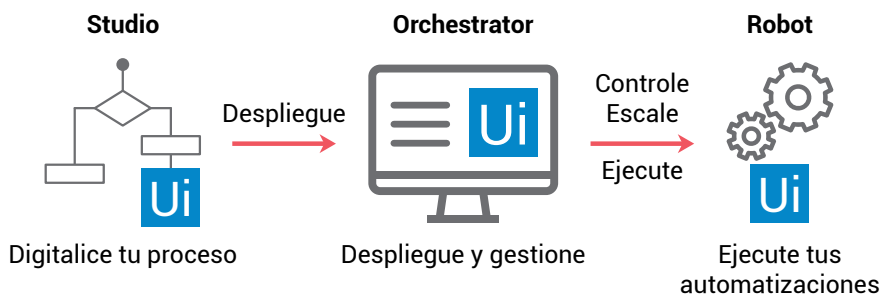 Studio
Orchestrator
Robot
Despliegue
Controle
Escale
Ejecute
Ui
Ui
Ui
Digitalice tu proceso
Despliegue y gestione
Ejecute tus
automatizaciones